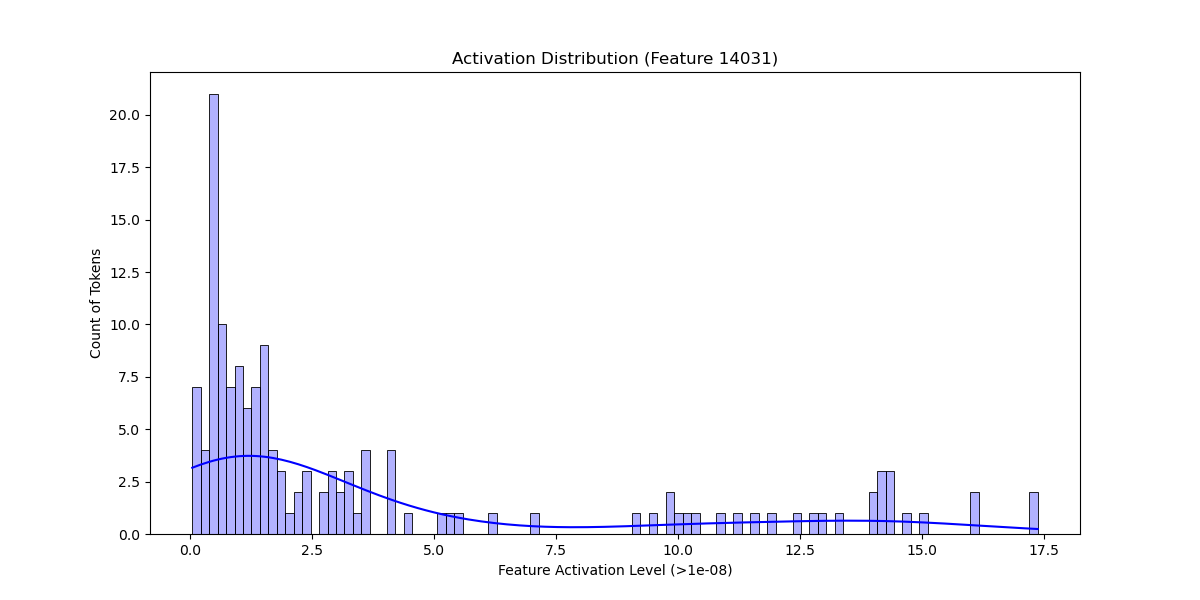 Activation Distribution (Feature 14031)
Count of Tokens
20.0
17.5
15.0
12.5
10.0
7.5
5.0
2.5
0.0
0.0 2.5 5.0 7.5 10.0 12.5 15.0 17.5
Feature Activation Level (>1e-08)